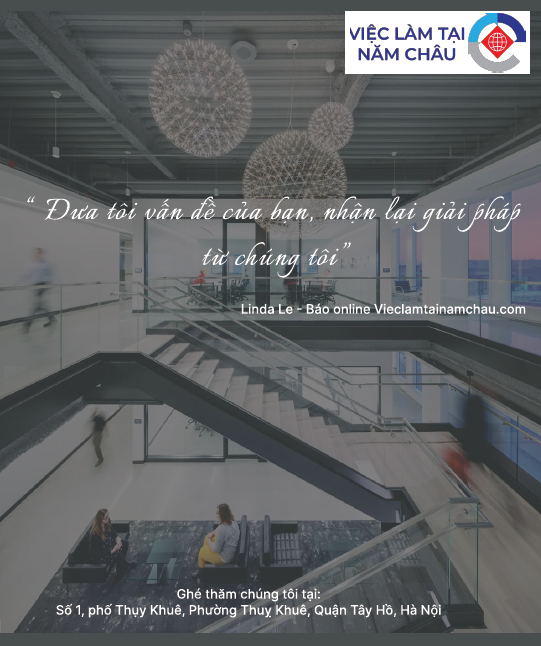 VIỆC LÀM TẠI
NĂM CHÂU
“ Đưa tôi vấn đề của bạn, nhận lại giải pháp
từ chúng tôi”
Linda Le - Báo online Vieclamtainamchau.com
Ghé thăm chúng tôi tại:
Số 1, phố Thụy Khuê, Phường Thuỵ Khuê, Quận Tây Hồ, Hà Nội